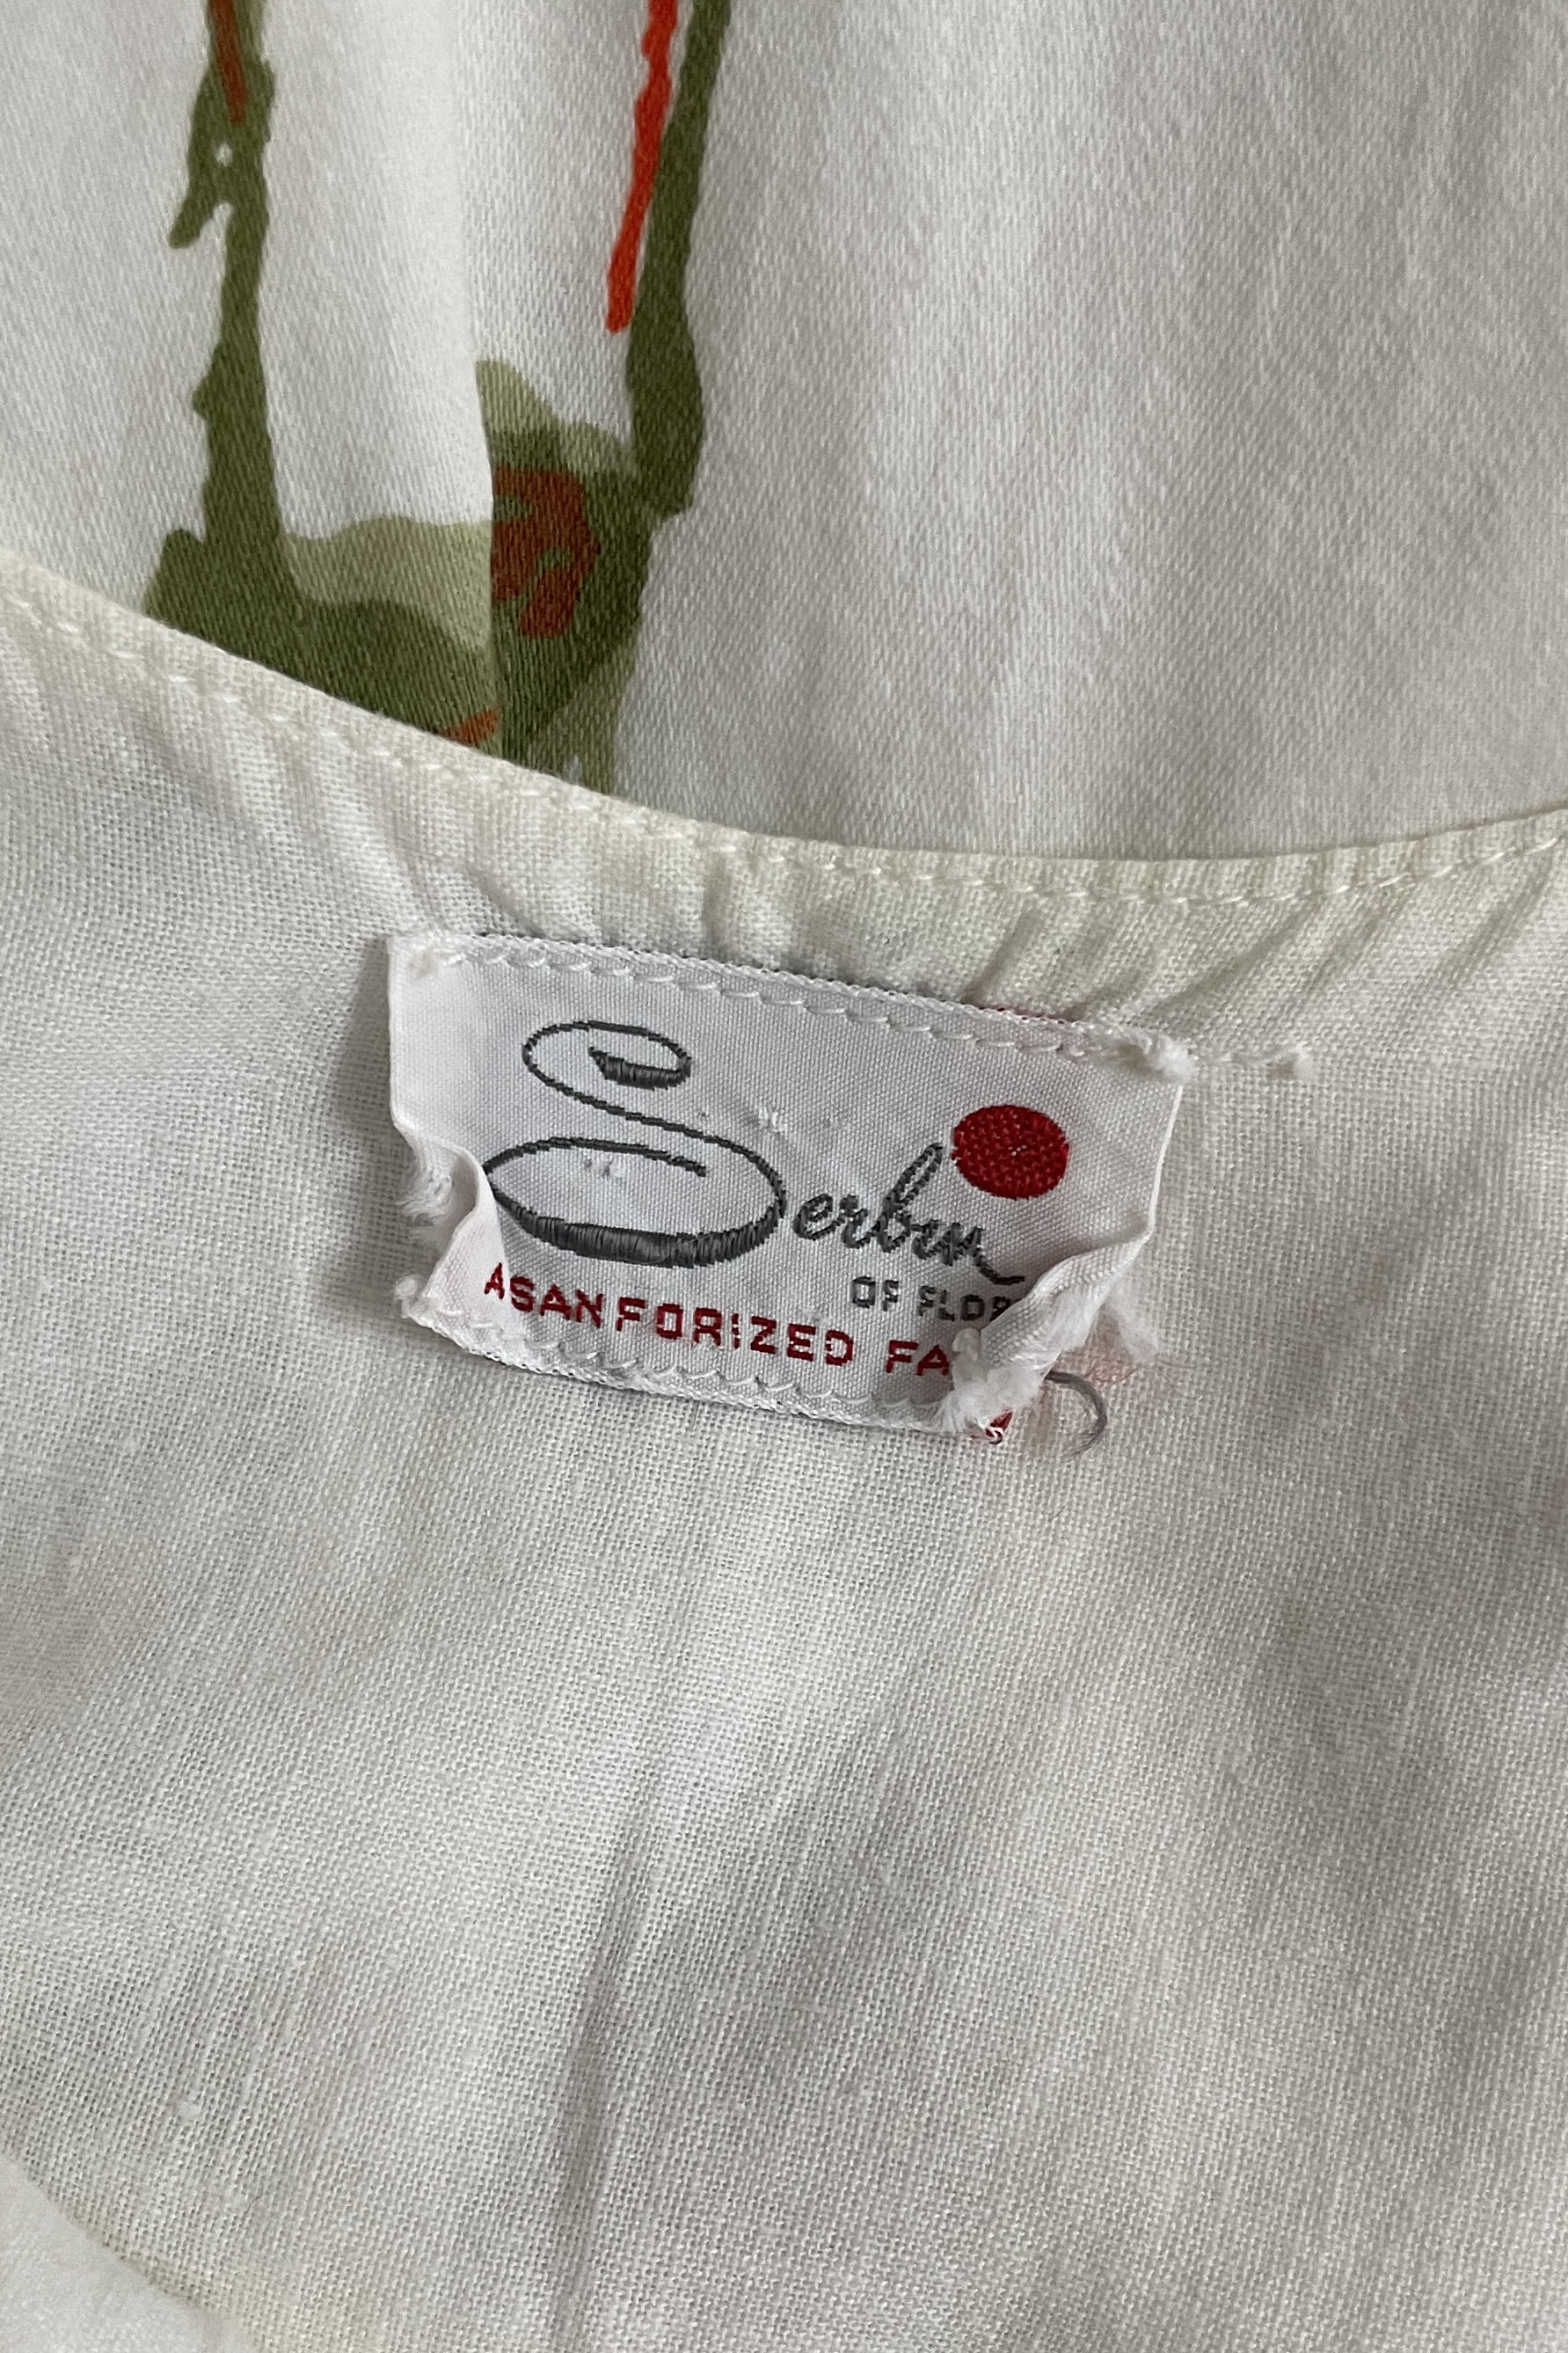 Serbin
OF FLOR
A SANFORIZED FA